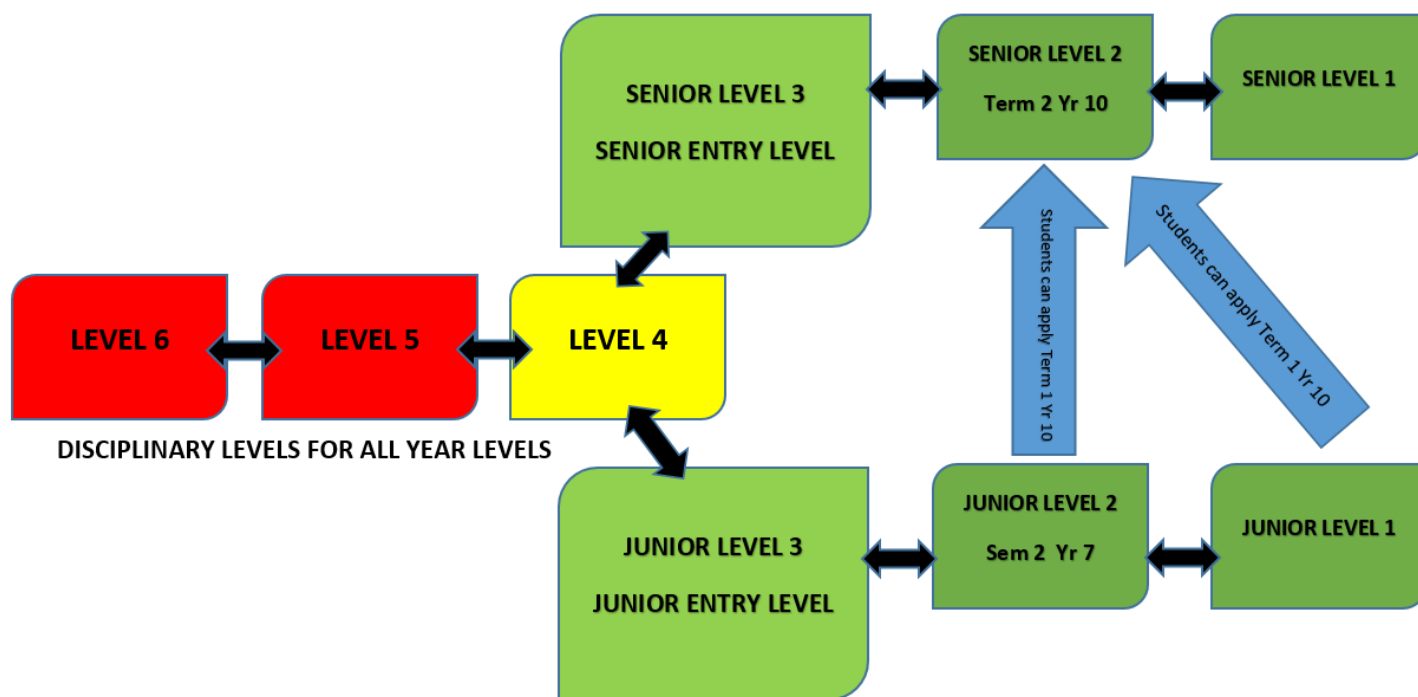 SENIOR LEVEL 3
SENIOR ENTRY LEVEL
SENIOR LEVEL 2
Term 2 Yr 10
SENIOR LEVEL 1
Students can apply Term 1 Yr 10
Students can apply Term 1 Yr 10
LEVEL 6
LEVEL 5
LEVEL 4
DISCIPLINARY LEVELS FOR ALL YEAR LEVELS
JUNIOR LEVEL 3
JUNIOR ENTRY LEVEL
JUNIOR LEVEL 2
Sem 2 Yr 7
JUNIOR LEVEL 1